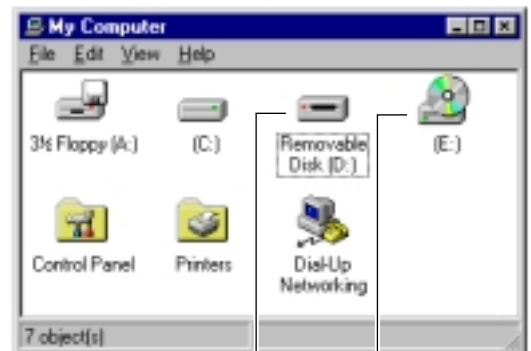 My Computer
File Edit View Help
3½ Floppy (A:) (C:) Removable Disk (D:) (E:)
Control Panel Printers Dial-Up Networking
7 object(s)